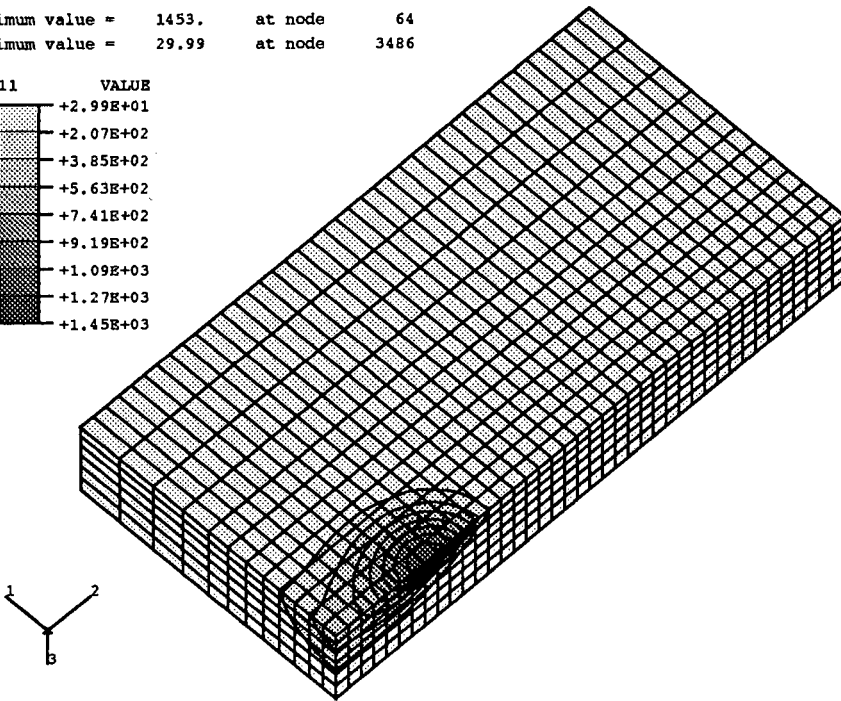 imum value = 1453. at node 64
imum value = 29.99 at node 3486
11 VALUE
+2.99E+01
+2.07E+02
+3.85E+02
+5.63E+02
+7.41E+02
+9.19E+02
+1.09E+03
+1.27E+03
+1.45E+03
1 2
3